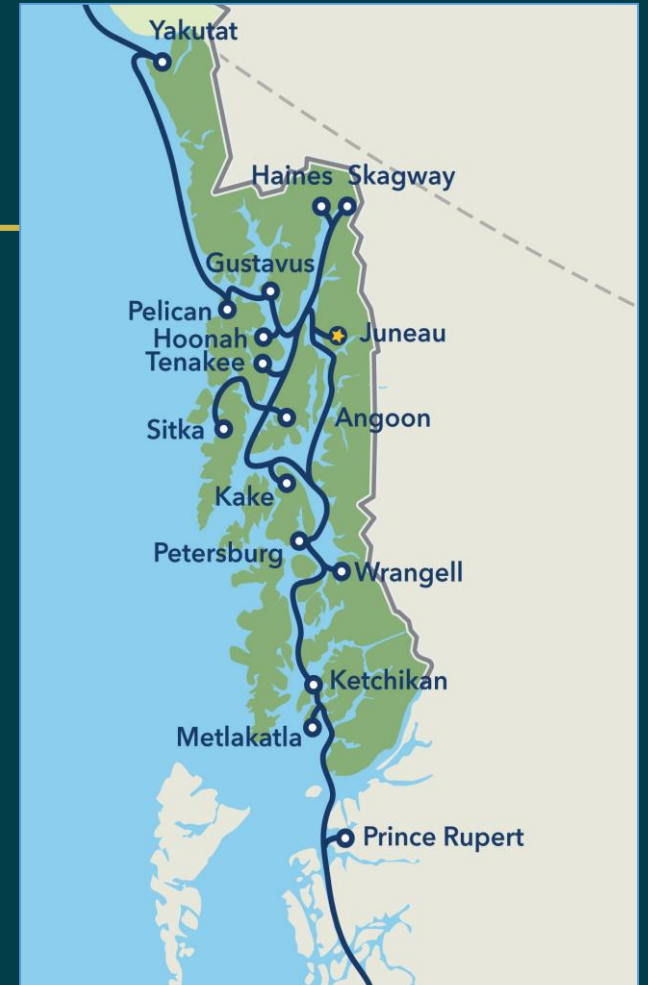 Yakutat
Haines Skagway
Gustavus
Pelican
Hoonah
Juneau
Tenakee
Angoon
Sitka
Kake
Petersburg
Wrangell
Ketchikan
Metlakatla
Prince Rupert